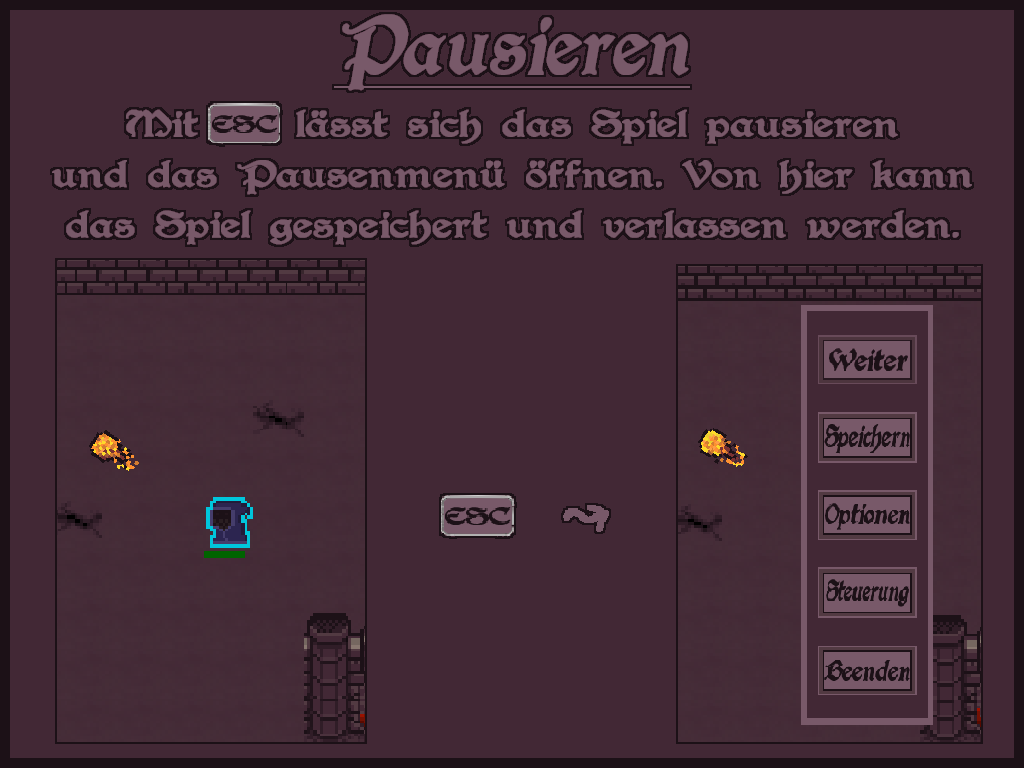 Pausieren
Mit ESC lässt sich das Spiel pausieren
und das Pausenmenü öffnen. Von hier kann
das Spiel gespeichert und verlassen werden.
ESC
Weiter
Speichern
Optionen
Steuerung
Beenden